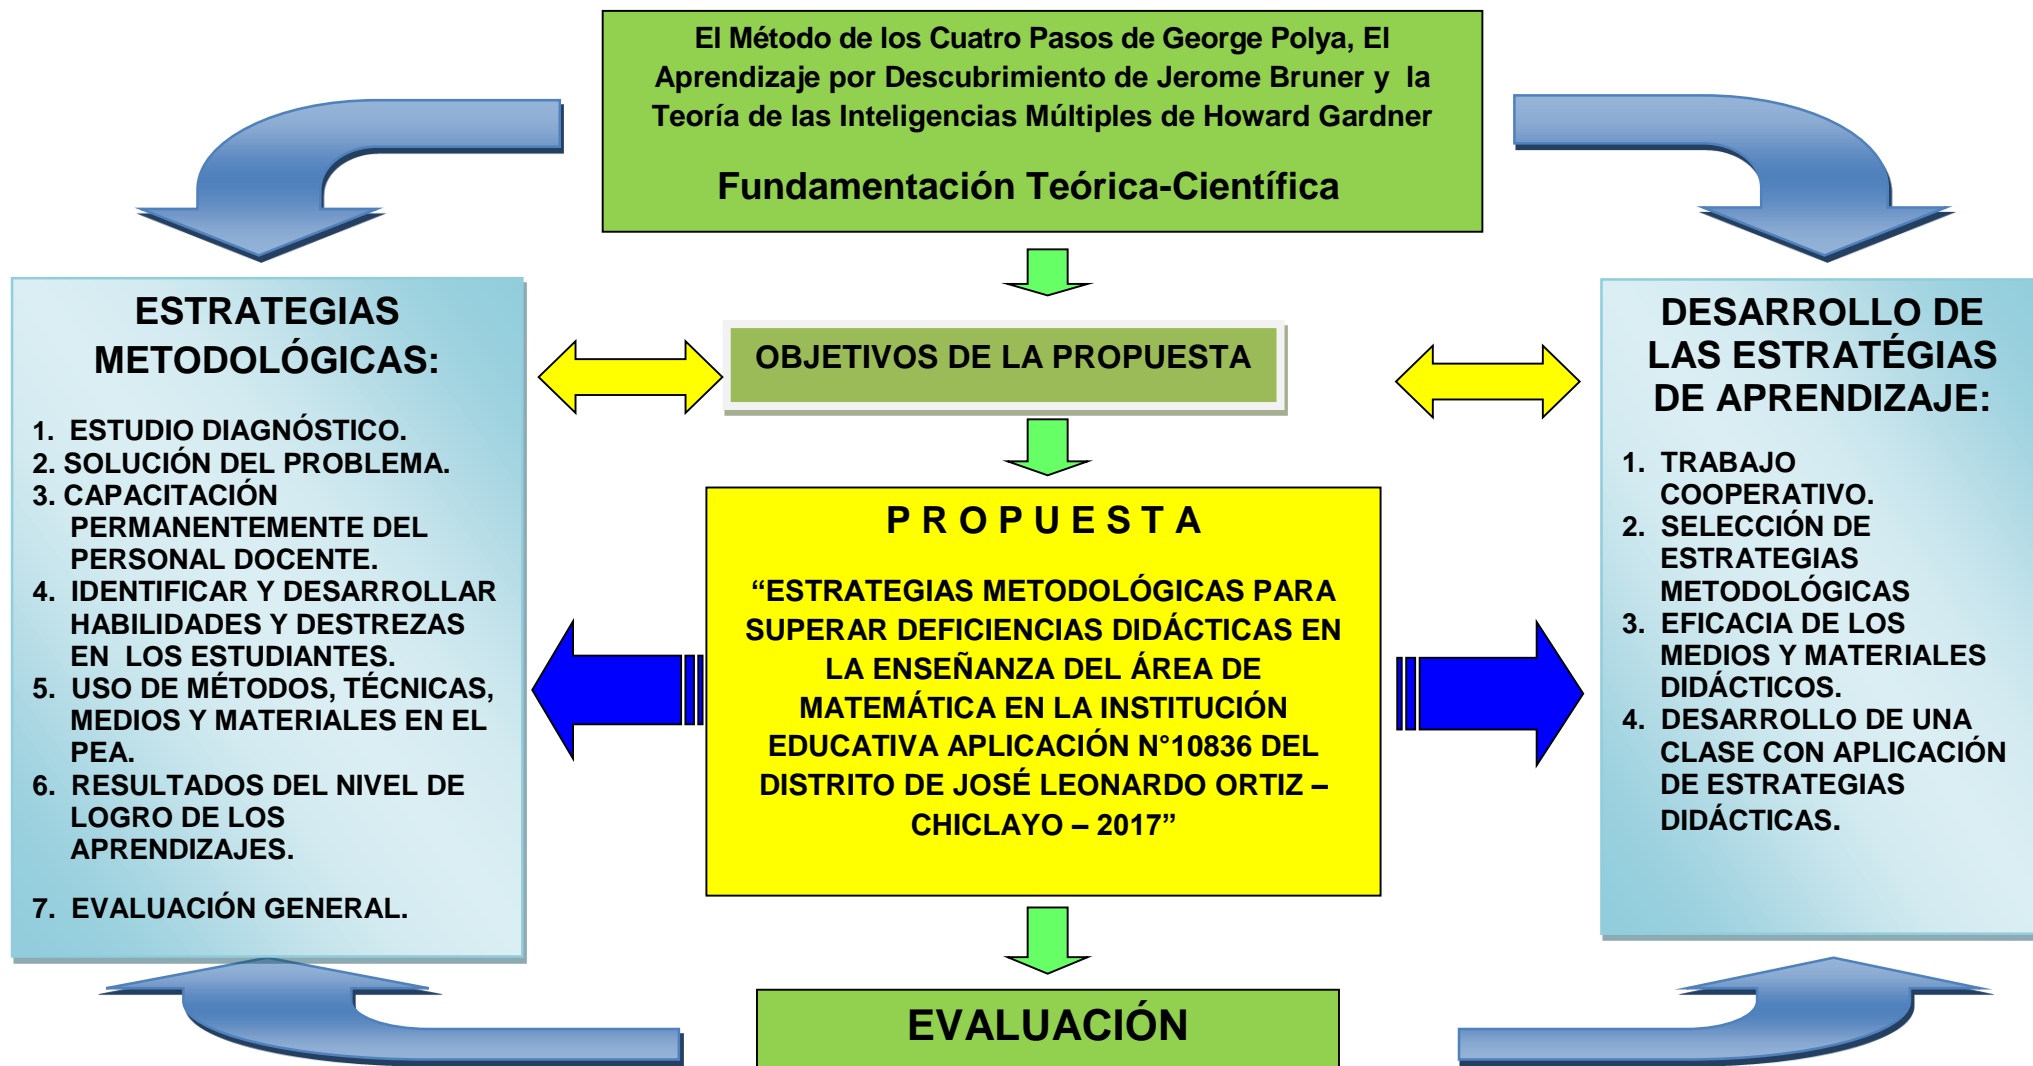 El Método de los Cuatro Pasos de George Polya, El
Aprendizaje por Descubrimiento de Jerome Bruner y la
Teoría de las Inteligencias Múltiples de Howard Gardner
Fundamentación Teórica-Científica
ESTRATEGIAS
METODOLÓGICAS:
1. ESTUDIO DIAGNÓSTICO.
2. SOLUCIÓN DEL PROBLEMA.
3. CAPACITACIÓN
PERMANENTEMENTE DEL
PERSONAL DOCENTE.
4. IDENTIFICAR Y DESARROLLAR
HABILIDADES Y DESTREZAS
EN LOS ESTUDIANTES.
5. USO DE MÉTODOS, TÉCNICAS,
MEDIOS Y MATERIALES EN EL
PEA.
6. RESULTADOS DEL NIVEL DE
LOGRO DE LOS
APRENDIZAJES.
7. EVALUACIÓN GENERAL.
OBJETIVOS DE LA PROPUESTA
P R O P U E S T A
“ESTRATEGIAS METODOLÓGICAS PARA
SUPERAR DEFICIENCIAS DIDÁCTICAS EN
LA ENSEÑANZA DEL ÁREA DE
MATEMÁTICA EN LA INSTITUCIÓN
EDUCATIVA APLICACIÓN N°10836 DEL
DISTRITO DE JOSÉ LEONARDO ORTIZ –
CHICLAYO – 2017”
DESARROLLO DE
LAS ESTRATÉGIAS
DE APRENDIZAJE:
1. TRABAJO
COOPERATIVO.
2. SELECCIÓN DE
ESTRATEGIAS
METODOLÓGICAS
3. EFICACIA DE LOS
MEDIOS Y MATERIALES
DIDÁCTICOS.
4. DESARROLLO DE UNA
CLASE CON APLICACIÓN
DE ESTRATEGIAS
DIDÁCTICAS.
EVALUACIÓN